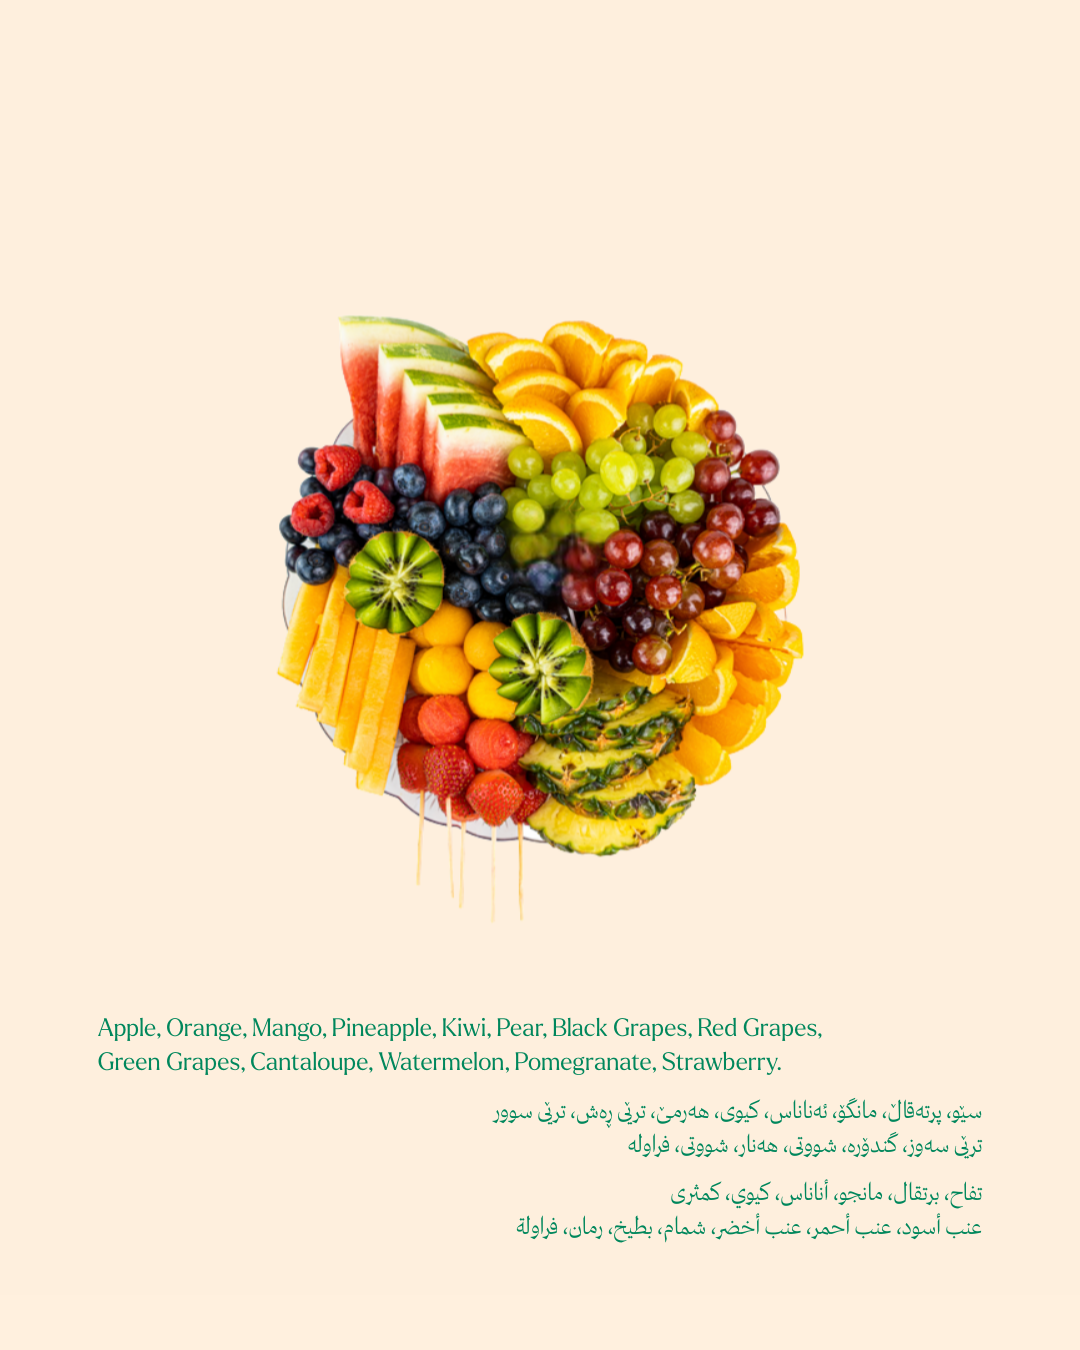 Apple, Orange, Mango, Pineapple, Kiwi, Pear, Black Grapes, Red Grapes,
Green Grapes, Cantaloupe, Watermelon, Pomegranate, Strawberry.
سێو، پرتەقاڵ، مانگۆ، ئەناناس، کیوی، هەرمێ، ترێی ڕەش، ترێی سوور
ترێی سەوز، گندۆرە، شووتی، هەنار، شووتی، فراولە
تفاح، برتقال، مانجو، أناناس، كيوي، كمثرى
عنب أسود، عنب أحمر، عنب أخضر، شمام، بطيخ، رمان، فراولة